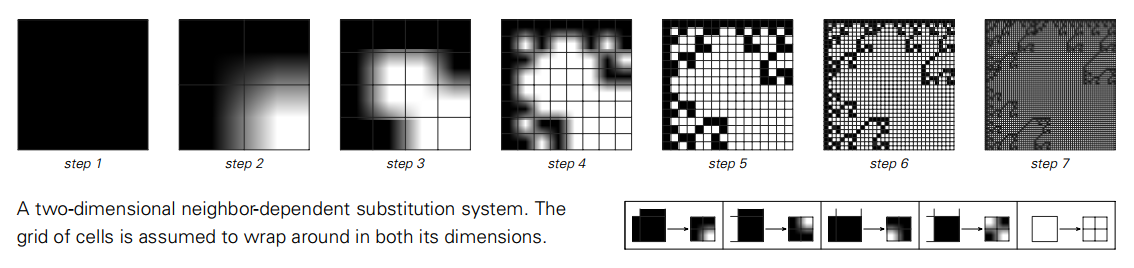 step 1
step 2
step 3
step 4
step 5
step 6
step 7
A two-dimensional neighbor-dependent substitution system. The
grid of cells is assumed to wrap around in both its dimensions.